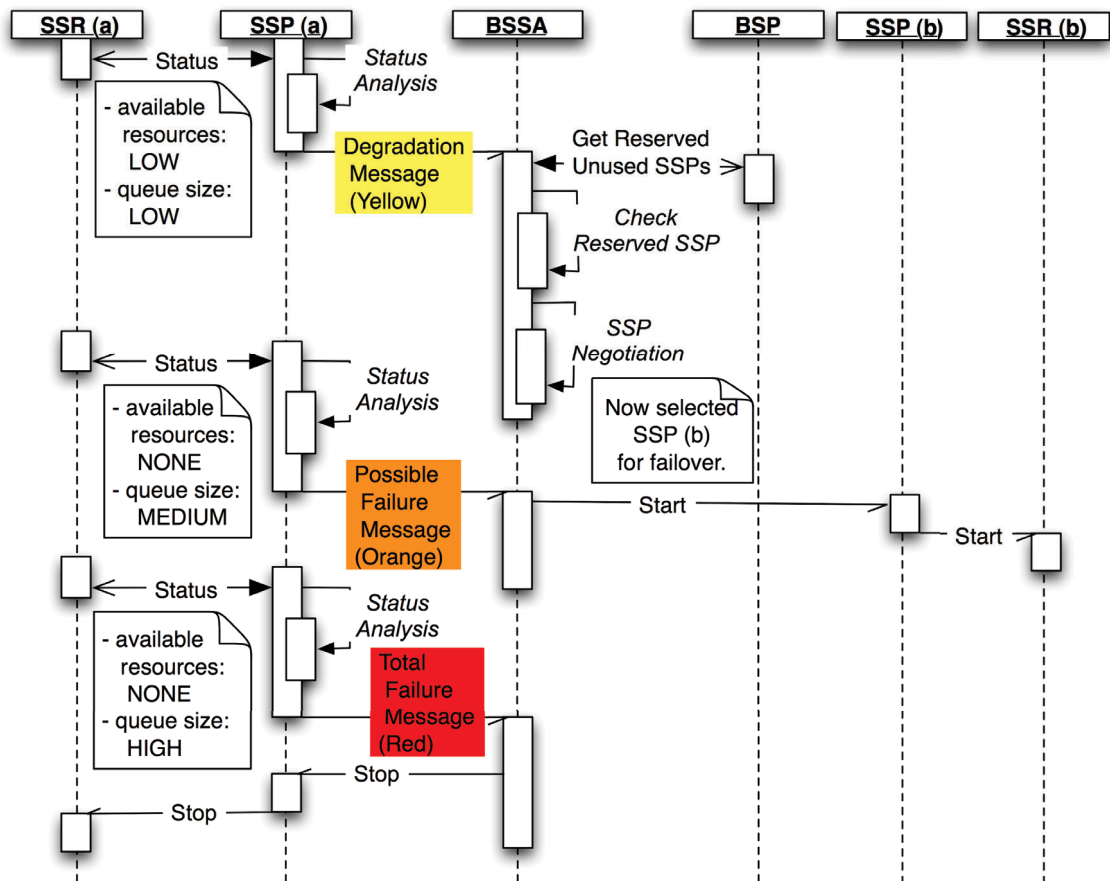 SSR (a)
SSP (a)
BSSA
BSP
SSP (b)
SSR (b)
Status
Status
Analysis
- available
resources:
LOW
- queue size:
LOW
Degradation
Message
(Yellow)
Get Reserved
Unused SSPs
Check
Reserved SSP
SSP
Negotiation
Now selected
SSP (b)
for failover.
Status
Status
Analysis
- available
resources:
NONE
- queue size:
MEDIUM
Possible
Failure
Message
(Orange)
Start
Start
Status
Status
Analysis
- available
resources:
NONE
- queue size:
HIGH
Total
Failure
Message
(Red)
Stop
Stop